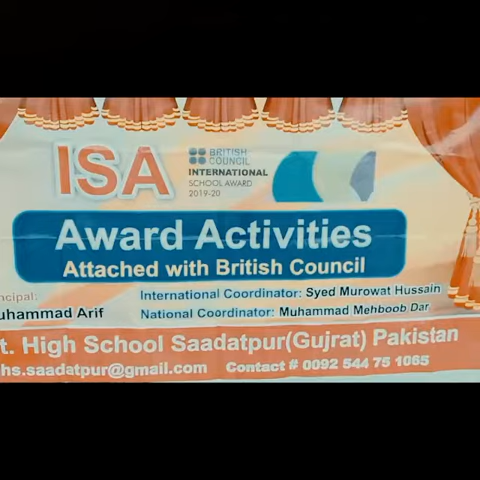 ISA
BRITISH
COUNCIL
INTERNATIONAL
SCHOOL AWARD
2019-20
Award Activities
Attached with British Council
ncipal:
uhammad Arif
International Coordinator: Syed Murowat Hussain
National Coordinator: Muhammad Mehboob Dar
t. High School Saadatpur(Gujrat) Pakistan
hs.saadatpur@gmail.com Contact # 0092 544 75 1065